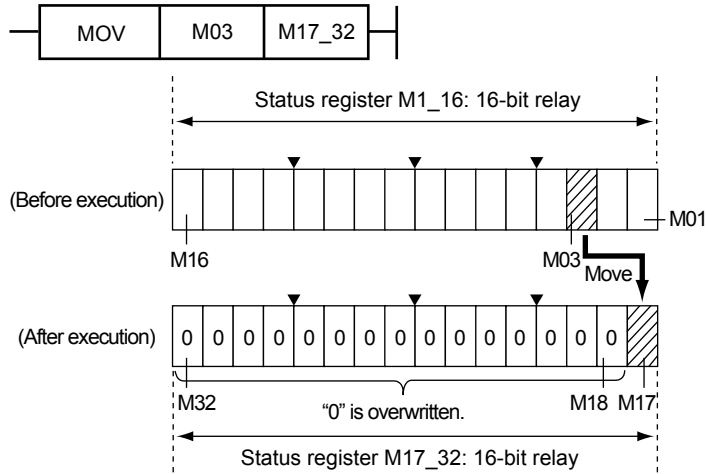 MOV M03 M17_32
Status register M1_16: 16-bit relay
(Before execution)
M01
M16 M03
Move
(After execution) 0 0 0 0 0 0 0 0 0 0 0 0 0 0 0
M32 "0" is overwritten. M18 M17
Status register M17_32: 16-bit relay